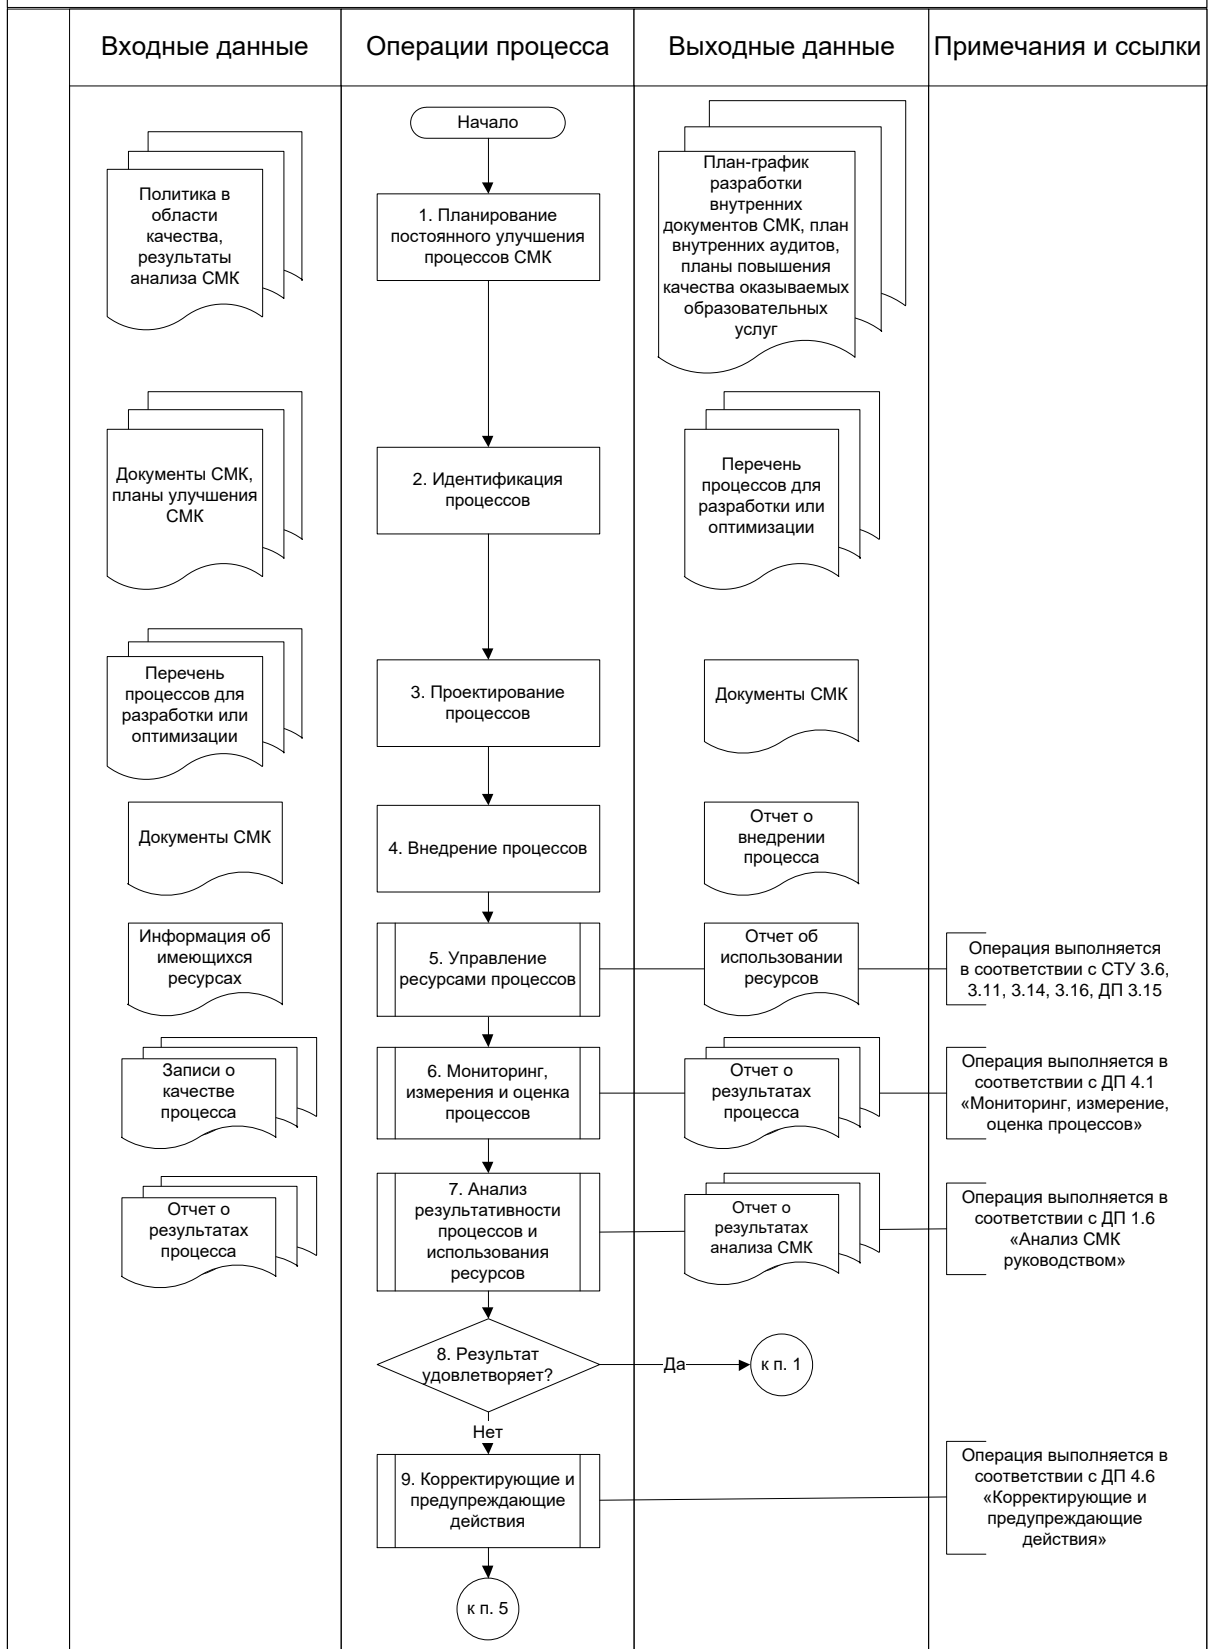 Входные данные
Операции процесса
Выходные данные
Примечания и ссылки
Начало
Политика в
области
качества,
результаты
анализа СМК
1. Планирование
постоянного улучшения
процессов СМК
План-график
разработки
внутренних
документов СМК, план
внутренних аудитов,
планы повышения
качества оказываемых
образовательных
услуг
Документы СМК,
планы улучшения
СМК
2. Идентификация
процессов
Перечень
процессов для
разработки или
оптимизации
Перечень
процессов для
разработки или
оптимизации
3. Проектирование
процессов
Документы СМК
Документы СМК
4. Внедрение процессов
Отчет о
внедрении
процесса
Информация об
имеющихся
ресурсах
5. Управление
ресурсами процессов
Отчет об
использовании
ресурсов
Операция выполняется
в соответствии с СТУ 3.6,
3.11, 3.14, 3.16, ДП 3.15
Записи о
качестве
процесса
6. Мониторинг,
измерения и оценка
процессов
Отчет о
результатах
процесса
Операция выполняется в
соответствии с ДП 4.1
«Мониторинг, измерение,
оценка процессов»
Отчет о
результатах
процесса
7. Анализ
результативности
процессов и
использования
ресурсов
Отчет о
результатах
анализа СМК
Операция выполняется в
соответствии с ДП 1.6
«Анализ СМК
руководством»
8. Результат
удовлетворяет?
Да
к п. 1
Нет
9. Корректирующие и
предупреждающие
действия
Операция выполняется в
соответствии с ДП 4.6
«Корректирующие и
предупреждающие
действия»
к п. 5